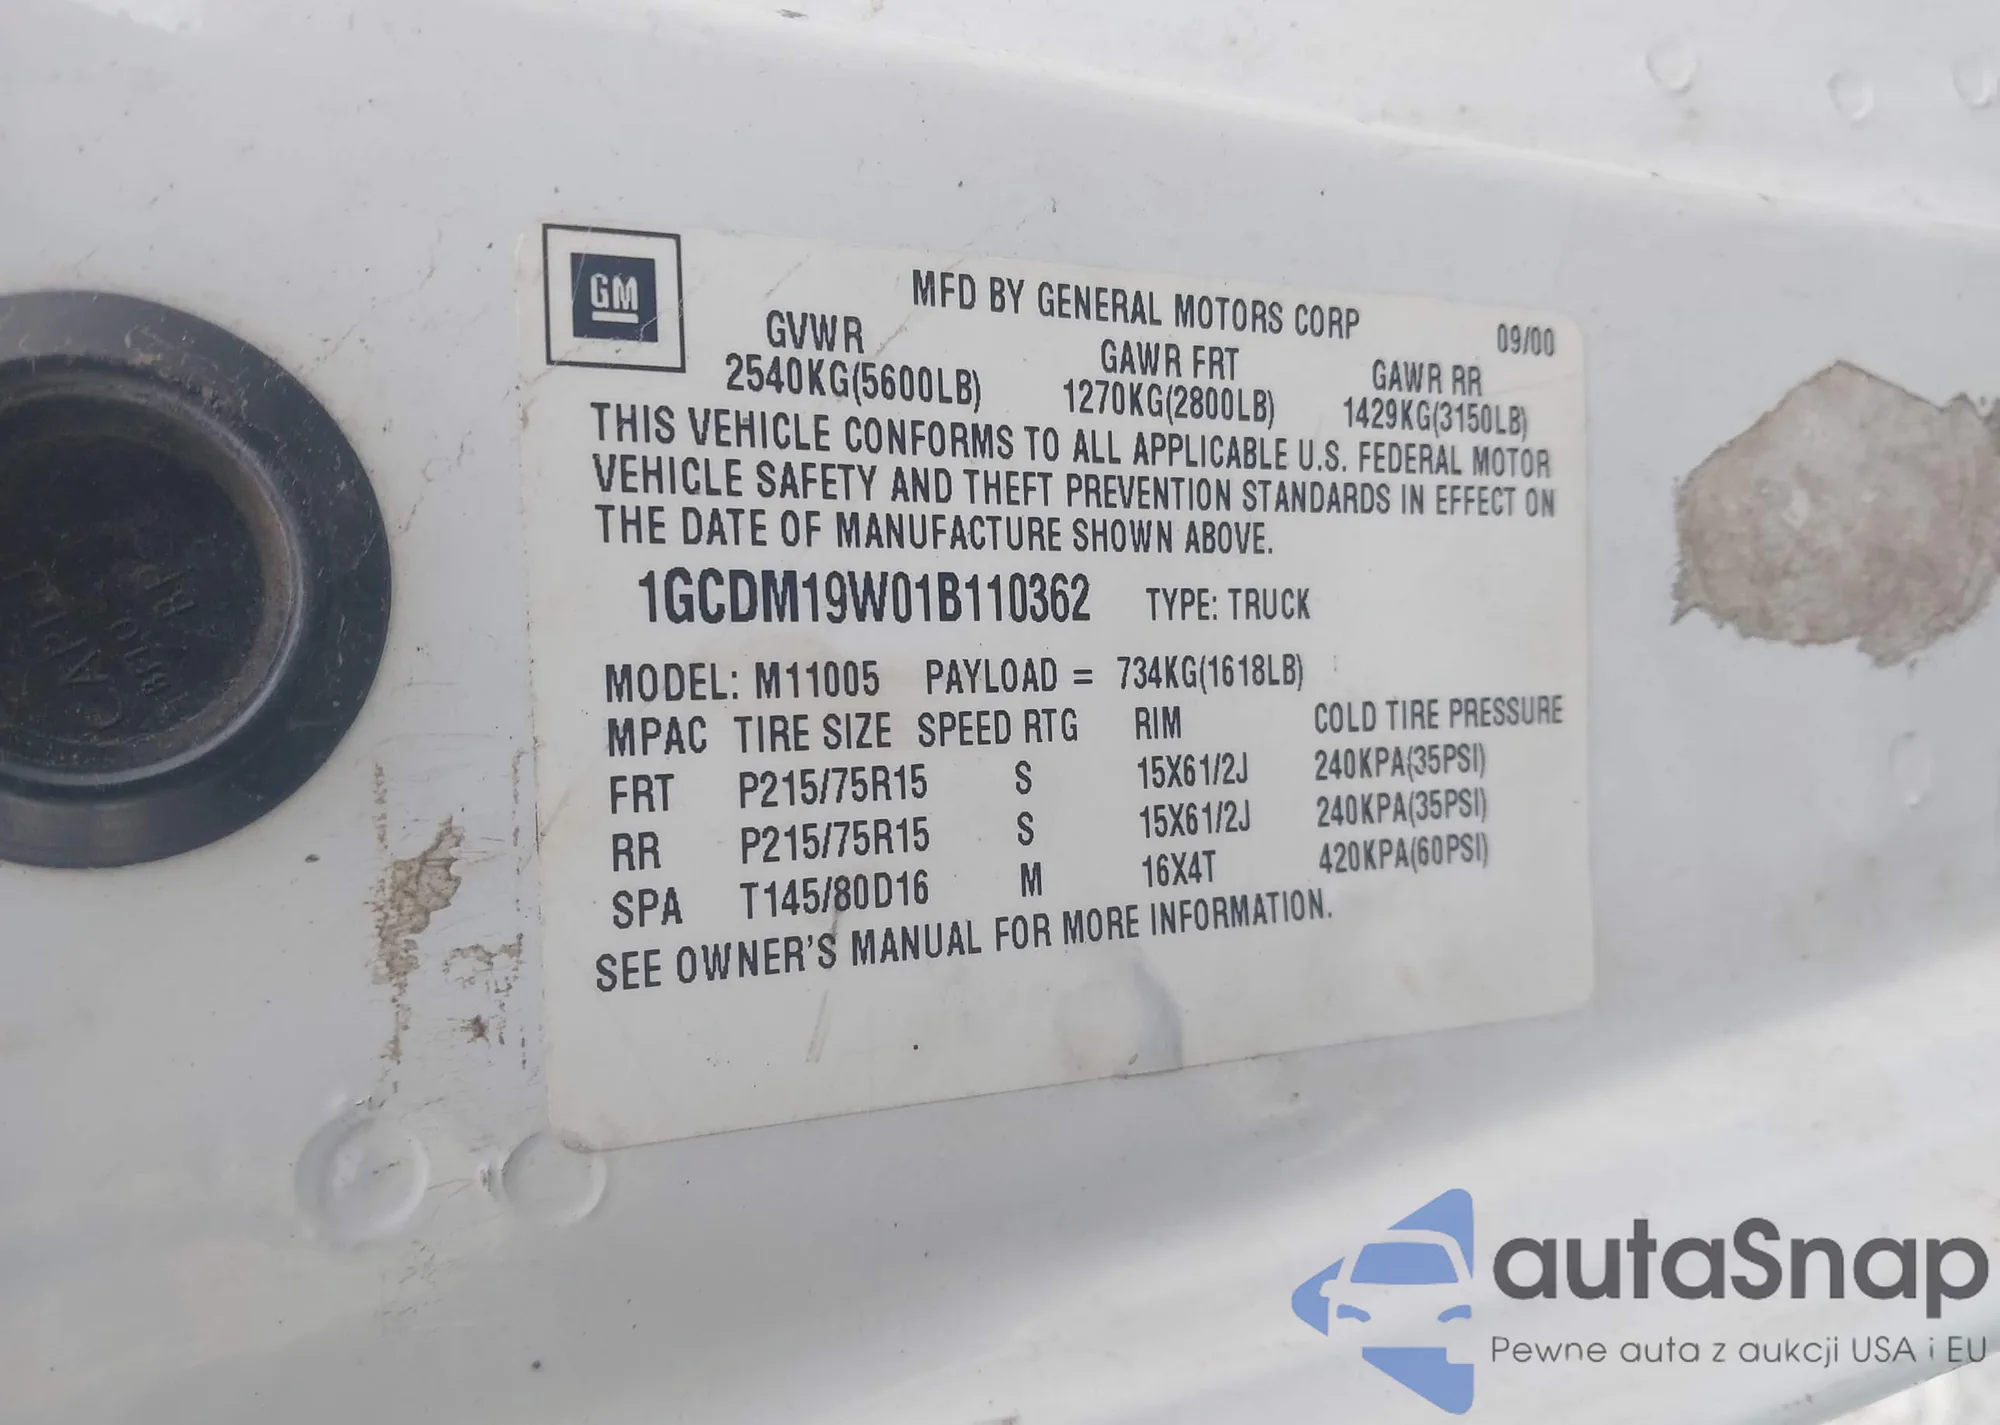 GM
MFD BY GENERAL MOTORS CORP 09/00
GVWR GAWR FRT GAWR RR
2540KG(5600LB) 1270KG(2800LB) 1429KG(3150LB)
THIS VEHICLE CONFORMS TO ALL APPLICABLE U.S. FEDERAL MOTOR
VEHICLE SAFETY AND THEFT PREVENTION STANDARDS IN EFFECT ON
THE DATE OF MANUFACTURE SHOWN ABOVE.
1GCDM19W01B110362 TYPE: TRUCK
MODEL: M11005 PAYLOAD = 734KG(1618LB)
MPAC TIRE SIZE SPEED RTG RIM COLD TIRE PRESSURE
FRT P215/75R15 S 15X61/2J 240KPA(35PSI)
RR P215/75R15 S 15X61/2J 240KPA(35PSI)
SPA T145/80D16 M 16X4T 420KPA(60PSI)
SEE OWNER'S MANUAL FOR MORE INFORMATION.
autaSnap
Pewne auta z aukcji USA i EU